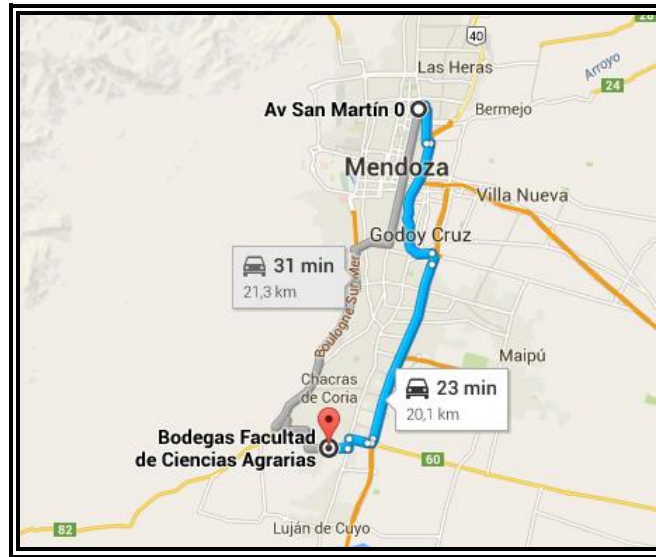 28
40
Las Heras
Arroyo
24
Av San Martín 0
Bermejo
Mendoza
Villa Nueva
Godoy Cruz
31 min
21,3 km
Boulogne Sur Mer
Maipú
Chacras
de Coria
23 min
20,1 km
Bodegas Facultad
de Ciencias Agrarias
60
82
Luján de Cuyo